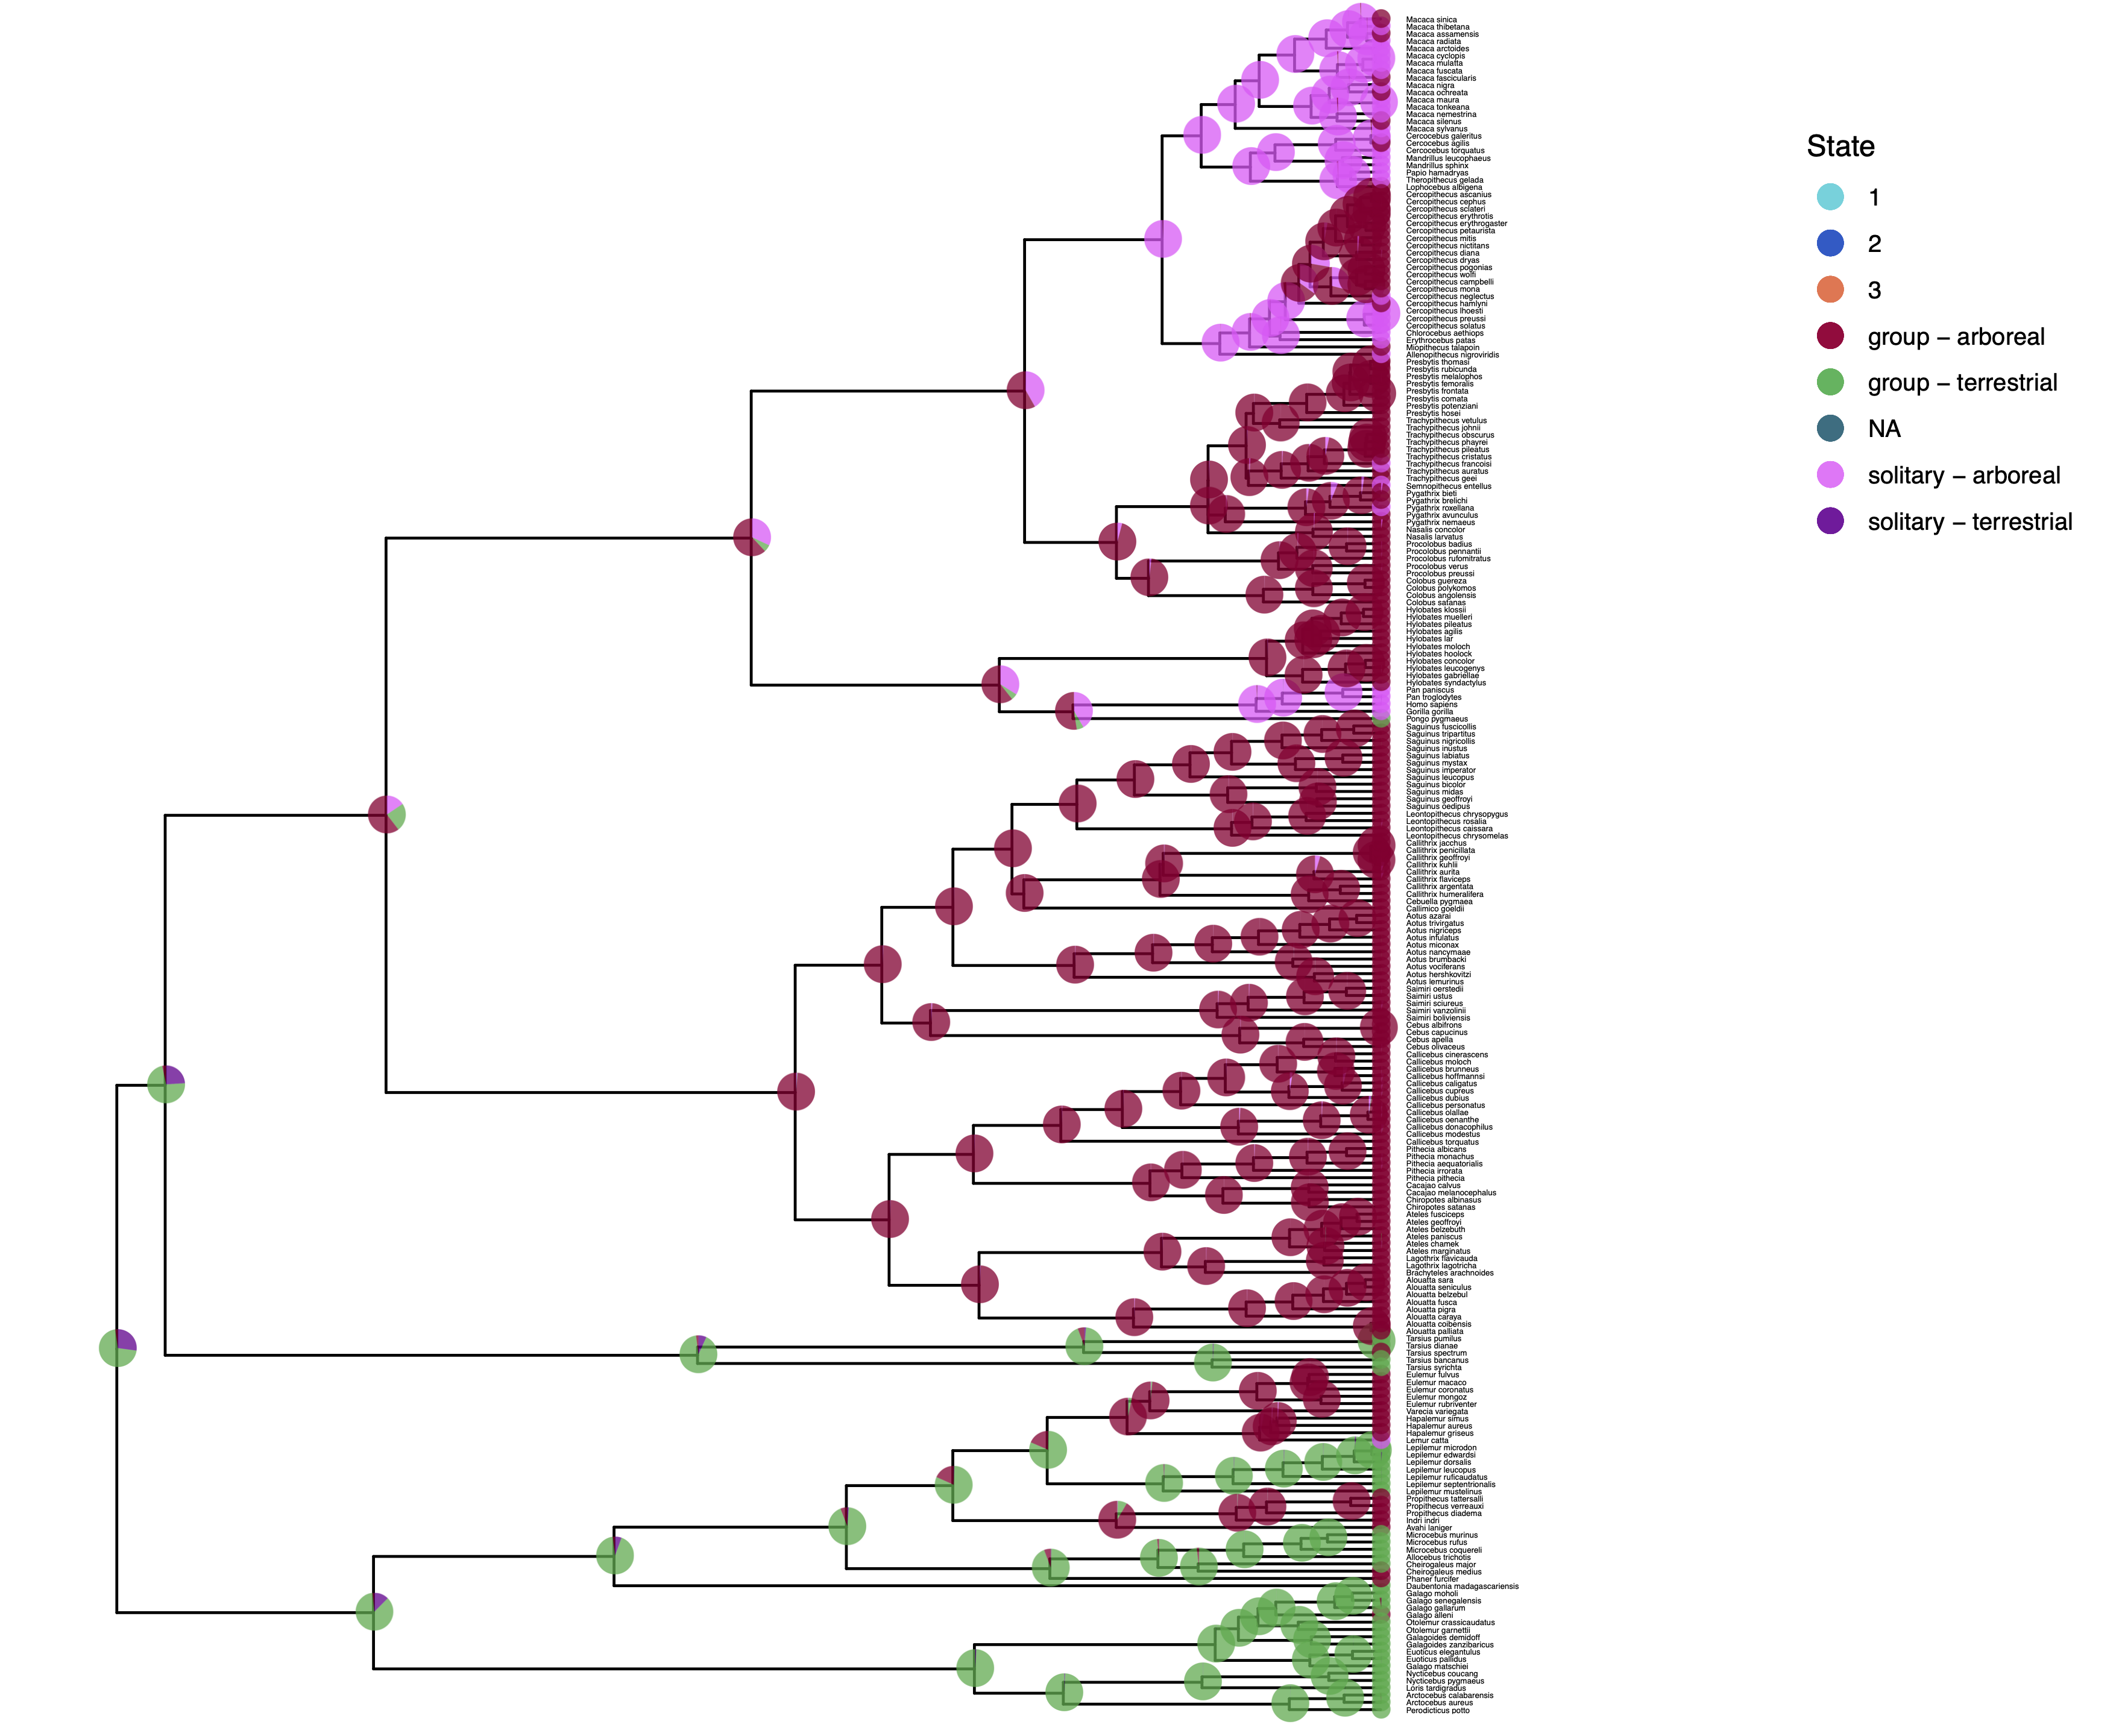 Macaca sinica
Macaca thibetana
Macaca assamensis
Macaca radiata
Macaca arctoides
Macaca cyclopis
Macaca mulatta
Macaca fuscata
Macaca fascicularis
Macaca nigra
Macaca ochreata
Macaca maura
Macaca tonkeana
Macaca nemestrina
Macaca silenus
Macaca sylvanus
Cercocebus galeritus
Cercocebus agilis
Cercocebus torquatus
Mandrillus leucophaeus
Mandrillus sphinx
Papio hamadryas
Theropithecus gelada
Lophocebus albigena
Cercopithecus ascanius
Cercopithecus cephus
Cercopithecus sclateri
Cercopithecus erythrotis
Cercopithecus erythrogaster
Cercopithecus petaurista
Cercopithecus mitis
Cercopithecus nictitans
Cercopithecus diana
Cercopithecus dryas
Cercopithecus pogonias
Cercopithecus wolfi
Cercopithecus campbelli
Cercopithecus mona
Cercopithecus neglectus
Cercopithecus hamlyni
Cercopithecus lhoesti
Cercopithecus preussi
Cercopithecus solatus
Chlorocebus aethiops
Erythrocebus patas
Miopithecus talapoin
Allenopithecus nigroviridis
Presbytis thomasi
Presbytis rubicunda
Presbytis melalophos
Presbytis femoralis
Presbytis frontata
Presbytis comata
Presbytis potenziani
Presbytis hosei
Trachypithecus vetulus
Trachypithecus johnii
Trachypithecus obscurus
Trachypithecus phayrei
Trachypithecus pileatus
Trachypithecus cristatus
Trachypithecus francoisi
Trachypithecus auratus
Trachypithecus geei
Semnopithecus entellus
Pygathrix bieti
Pygathrix brelichi
Pygathrix roxellana
Pygathrix avunculus
Pygathrix nemaeus
Nasalis concolor
Nasalis larvatus
Procolobus badius
Procolobus pennantii
Procolobus rufomitratus
Procolobus verus
Procolobus preussi
Colobus guereza
Colobus polykomos
Colobus angolensis
Colobus satanas
Hylobates klossii
Hylobates muelleri
Hylobates pileatus
Hylobates agilis
Hylobates lar
Hylobates moloch
Hylobates hoolock
Hylobates concolor
Hylobates leucogenys
Hylobates gabriellae
Hylobates syndactylus
Pan paniscus
Pan troglodytes
Homo sapiens
Gorilla gorilla
Pongo pygmaeus
Saguinus fuscicollis
Saguinus tripartitus
Saguinus nigricollis
Saguinus inustus
Saguinus labiatus
Saguinus mystax
Saguinus imperator
Saguinus leucopus
Saguinus bicolor
Saguinus midas
Saguinus geoffroyi
Saguinus oedipus
Leontopithecus chrysopygus
Leontopithecus rosalia
Leontopithecus caissara
Leontopithecus chrysomelas
Callithrix jacchus
Callithrix penicillata
Callithrix geoffroyi
Callithrix kuhlii
Callithrix aurita
Callithrix flaviceps
Callithrix argentata
Callithrix humeralifera
Cebuella pygmaea
Callimico goeldii
Aotus azarai
Aotus trivirgatus
Aotus nigriceps
Aotus infulatus
Aotus miconax
Aotus nancymaae
Aotus brumbacki
Aotus vociferans
Aotus hershkovitzi
Aotus lemurinus
Saimiri oerstedii
Saimiri ustus
Saimiri sciureus
Saimiri vanzolinii
Saimiri boliviensis
Cebus albifrons
Cebus capucinus
Cebus apella
Cebus olivaceus
Callicebus cinerascens
Callicebus moloch
Callicebus brunneus
Callicebus hoffmannsi
Callicebus caligatus
Callicebus cupreus
Callicebus dubius
Callicebus personatus
Callicebus olallae
Callicebus oenanthe
Callicebus donacophilus
Callicebus modestus
Callicebus torquatus
Pithecia albicans
Pithecia monachus
Pithecia aequatorialis
Pithecia irrorata
Pithecia pithecia
Cacajao calvus
Cacajao melanocephalus
Chiropotes albinasus
Chiropotes satanas
Ateles fusciceps
Ateles geoffroyi
Ateles belzebuth
Ateles paniscus
Ateles chamek
Ateles marginatus
Lagothrix flavicauda
Lagothrix lagotricha
Brachyteles arachnoides
Alouatta sara
Alouatta seniculus
Alouatta belzebul
Alouatta fusca
Alouatta pigra
Alouatta caraya
Alouatta coibensis
Alouatta palliata
Tarsius pumilus
Tarsius dianae
Tarsius spectrum
Tarsius bancanus
Tarsius syrichta
Eulemur fulvus
Eulemur macaco
Eulemur coronatus
Eulemur mongoz
Eulemur rubriventer
Varecia variegata
Hapalemur simus
Hapalemur aureus
Hapalemur griseus
Lemur catta
Lepilemur microdon
Lepilemur edwardsi
Lepilemur dorsalis
Lepilemur leucopus
Lepilemur ruficaudatus
Lepilemur septentrionalis
Lepilemur mustelinus
Propithecus tattersalli
Propithecus verreauxi
Propithecus diadema
Indri indri
Avahi laniger
Microcebus murinus
Microcebus rufus
Microcebus coquereli
Allocebus trichotis
Cheirogaleus major
Cheirogaleus medius
Phaner furcifer
Daubentonia madagascariensis
Galago moholi
Galago senegalensis
Galago gallarum
Galago alleni
Otolemur crassicaudatus
Otolemur garnettii
Galagoides demidoff
Galagoides zanzibaricus
Euoticus elegantulus
Euoticus pallidus
Galago matschiei
Nycticebus coucang
Nycticebus pygmaeus
Loris tardigradus
Arctocebus calabarensis
Arctocebus aureus
Perodicticus potto
State
1
2
3
group – arboreal
group – terrestrial
NA
solitary – arboreal
solitary – terrestrial